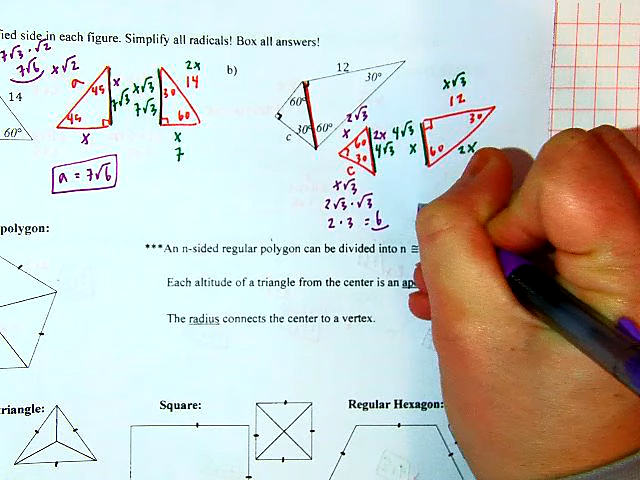 fied side in each figure. Simplify all radicals! Box all answers!
7√3 · √2
7√6
x√2
14
60°
a
45
45
x
x
7√3
x√3
7√3
30
60
2x
14
x
7
a = 7√6
b)
12
30°
60°
30°
60°
c
2√3
x
60
30
c
2x
4√3
4√3
x
x√3
12
30
60
2x
x√3
2√3 · √3
2 · 3 = 6
polygon:
***An n-sided regular polygon can be divided into n ≅
Each altitude of a triangle from the center is an ap
The radius connects the center to a vertex.
riangle:
Square:
Regular Hexagon: